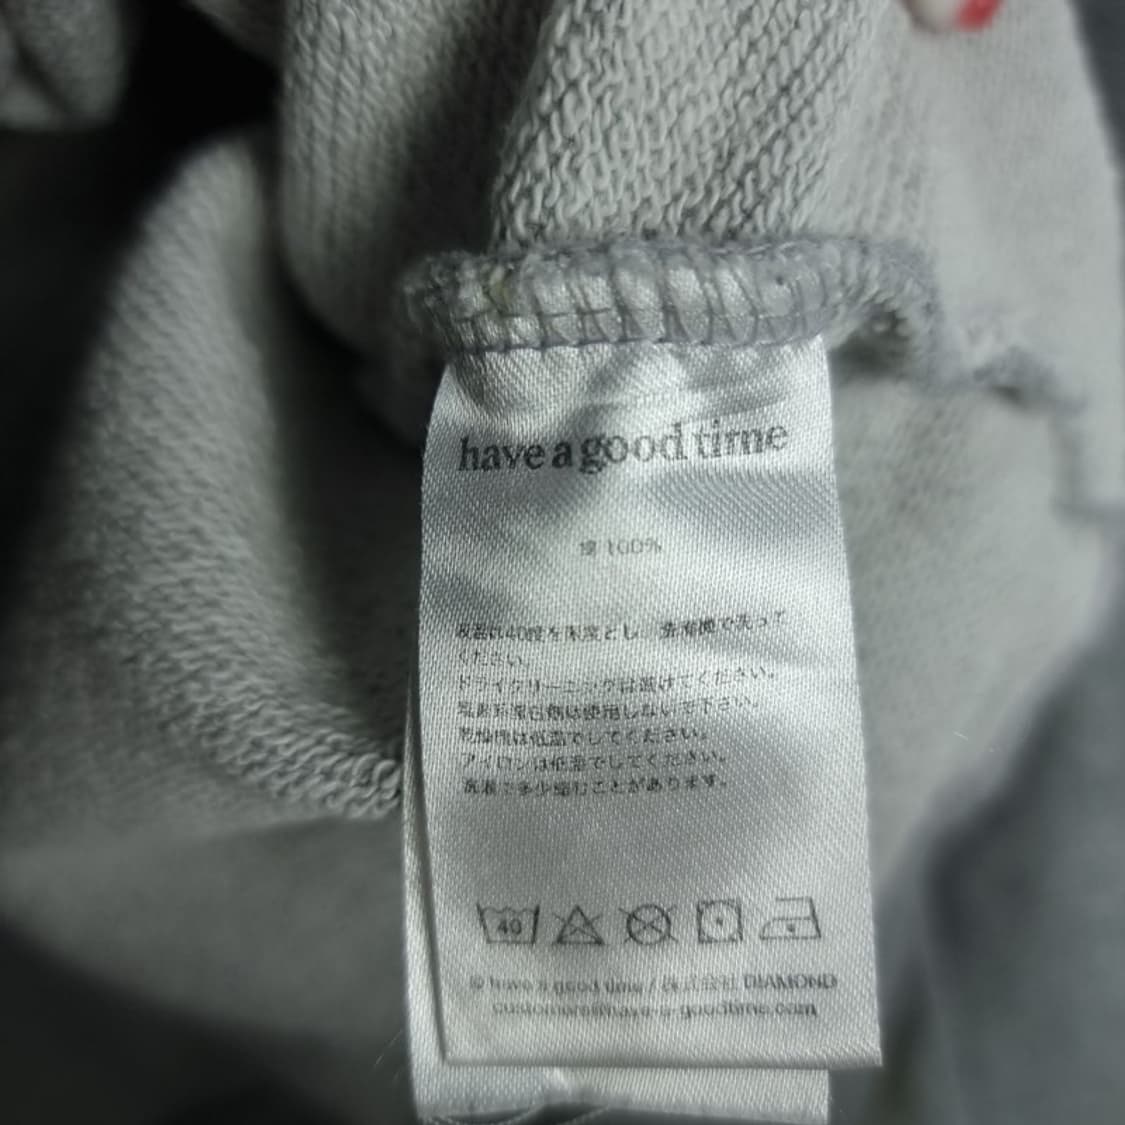 have a good time
綿 100%
水温は40度を限度とし、洗濯機で洗って
ください。
ドライクリーニングは避けてください。
塩素系漂白剤は使用しないで下さい。
乾燥機は低温でしてください。
アイロンは低温でしてください。
洗濯で多少縮むことがあります。
40
© have a good time / 株式会社 DIAMOND
customers@have-a-goodtime.com